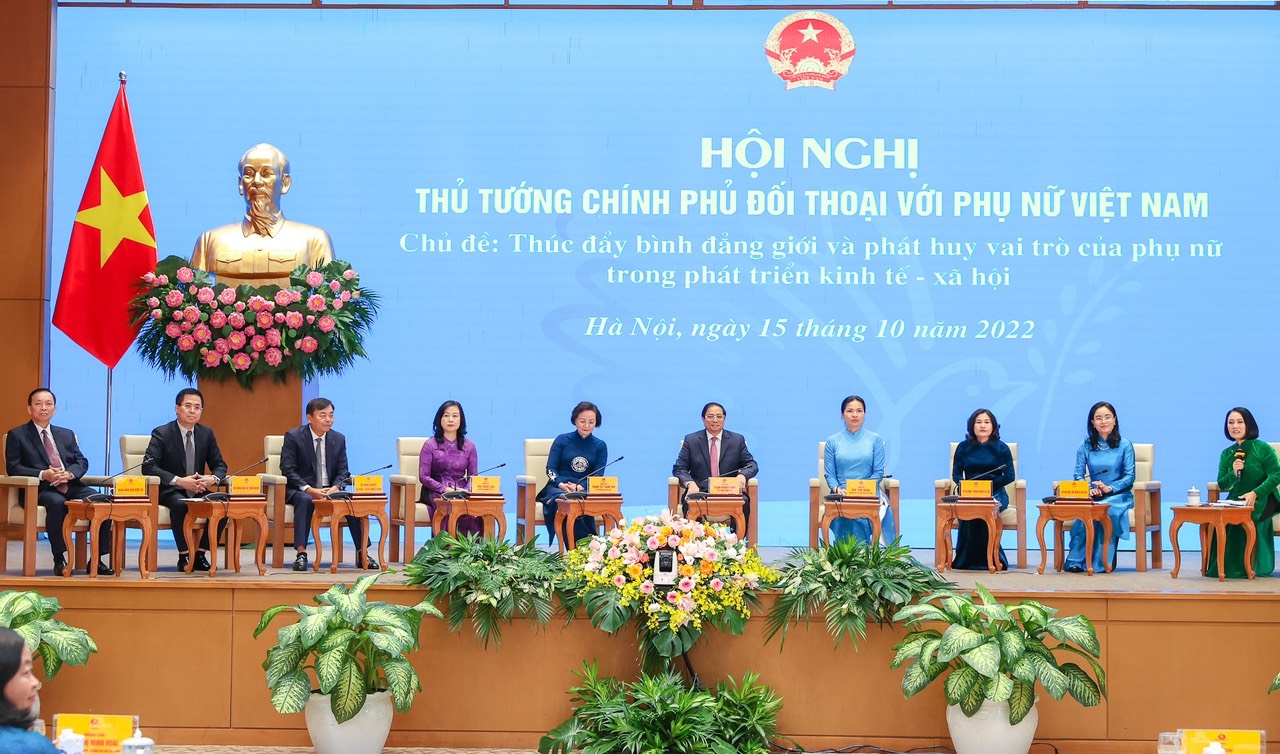 HỘI NGHỊ
THỦ TƯỚNG CHÍNH PHỦ ĐỐI THOẠI VỚI PHỤ NỮ VIỆT NAM
Chủ đề: Thúc đẩy bình đẳng giới và phát huy vai trò của phụ nữ
trong phát triển kinh tế - xã hội
Hà Nội, ngày 15 tháng 10 năm 2022